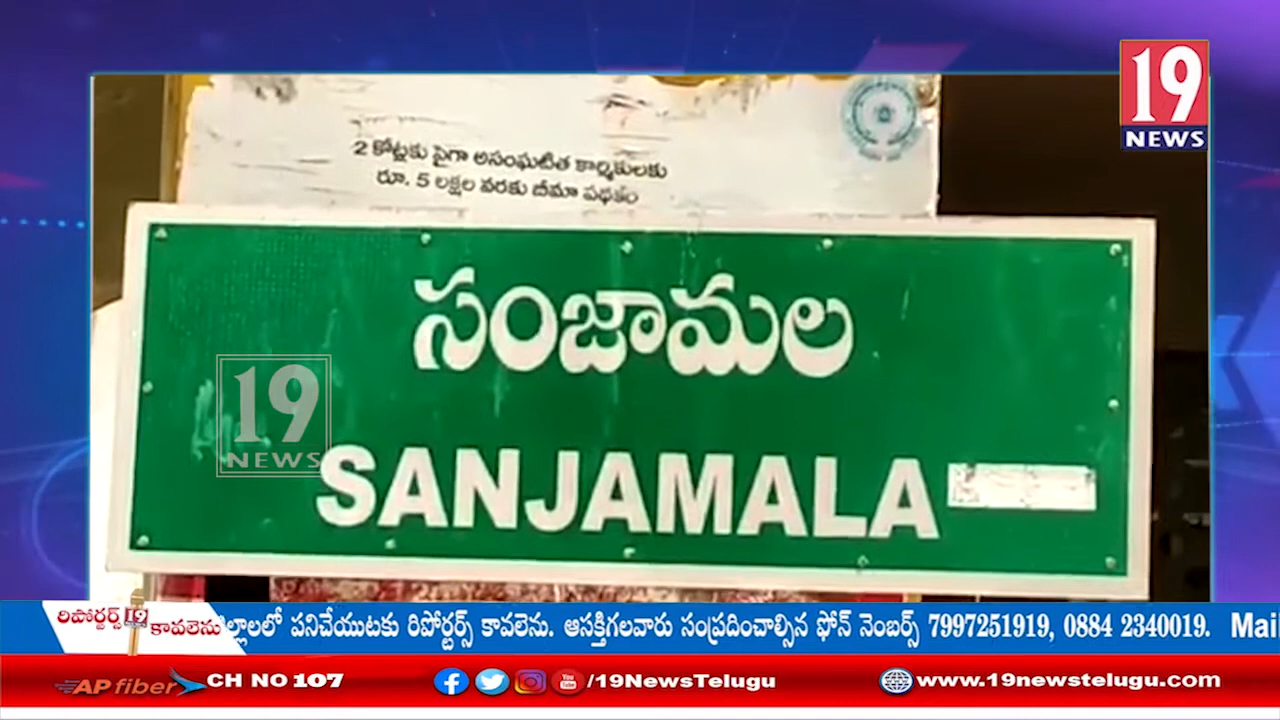 19
NEWS
2 కోట్లకు పైగా అసంఘటిత కార్మికులకు
రూ. 5 లక్షల వరకు బీమా పథకం
సంజామల
19
NEWS
SANJAMALA
రిపోర్టర్స్ 19
కావలెను
ల్లాలలో పనిచేయుటకు రిపోర్టర్స్ కావలెను. ఆసక్తిగలవారు సంప్రదించాల్సిన ఫోన్ నెంబర్స్ 7997251919, 0884 2340019. Mai
AP fiber CH NO 107
/19NewsTelugu
www.19newstelugu.com